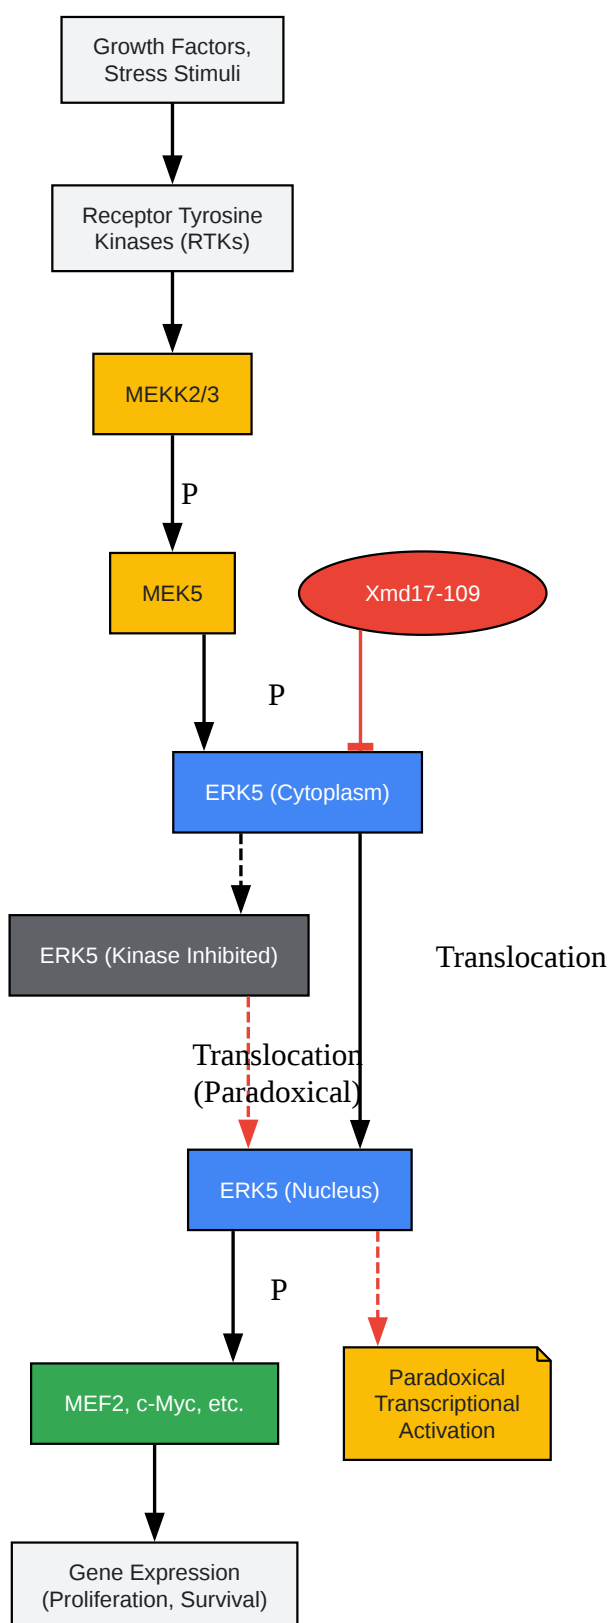 Growth Factors,
Stress Stimuli
Receptor Tyrosine
Kinases (RTKs)
MEKK2/3
P
MEK5
Xmd17-109
P
ERK5 (Cytoplasm)
ERK5 (Kinase Inhibited)
Translocation
Translocation
(Paradoxical)
ERK5 (Nucleus)
P
MEF2, c-Myc, etc.
Paradoxical
Transcriptional
Activation
Gene Expression
(Proliferation, Survival)